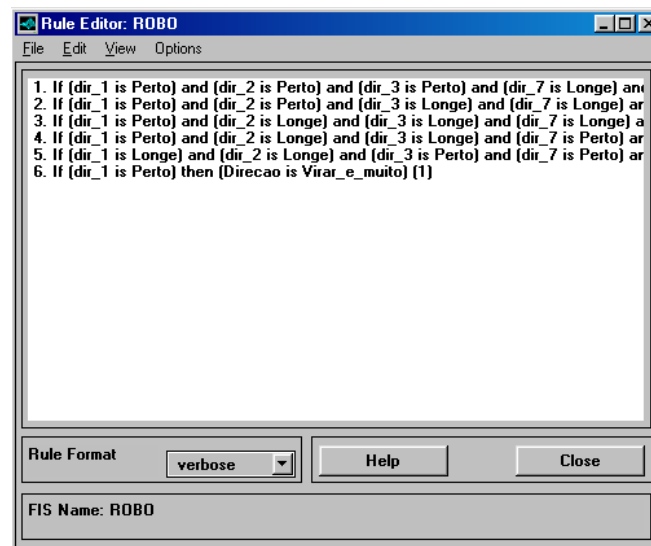 Rule Editor: ROBO
File Edit View Options
1. If (dir_1 is Perto) and (dir_2 is Perto) and (dir_3 is Perto) and (dir_7 is Longe) and
2. If (dir_1 is Perto) and (dir_2 is Perto) and (dir_3 is Longe) and (dir_7 is Longe) ar
3. If (dir_1 is Perto) and (dir_2 is Longe) and (dir_3 is Longe) and (dir_7 is Longe) a
4. If (dir_1 is Perto) and (dir_2 is Longe) and (dir_3 is Longe) and (dir_7 is Perto) ar
5. If (dir_1 is Longe) and (dir_2 is Longe) and (dir_3 is Perto) and (dir_7 is Perto) ar
6. If (dir_1 is Perto) then (Direcao is Virar_e_muito) (1)
Rule Format
verbose
Help
Close
FIS Name: ROBO